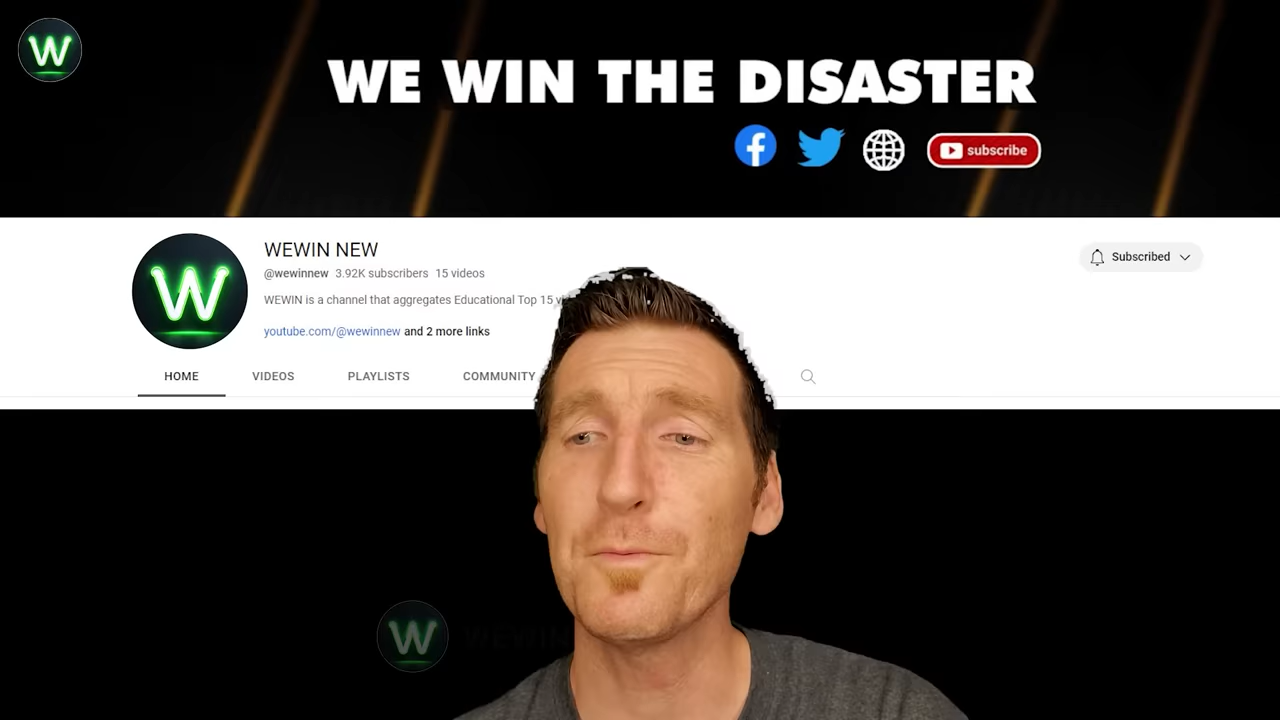 W
WE WIN THE DISASTER
f
subscribe
W
WEWIN NEW
@wewinnew 3.92K subscribers 15 videos
Subscribed
WEWIN is a channel that aggregates Educational Top 15
youtube.com/@wewinnew and 2 more links
HOME VIDEOS PLAYLISTS COMMUNITY
W WEWIN